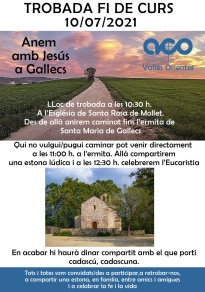 TROBADA FI DE CURS
10/07/2021
Anem
amb Jesús
a Gallecs
aco
Vallès Oriental
LLoc de trobada a les 10:30 h.
A l'Església de Santa Rosa de Mollet.
Des de allà anirem caminat fins l'ermita de
Santa Maria de Gallecs
Qui no vulgui/pugui caminar pot venir directament
a les 11:00 h. a l'ermita. Allà compartirem
una estona lúdica i a les 12:30 h. celebrerem l'Eucaristia
En acabar hi haurà dinar compartit amb el que porti
cadascú, cadascuna.
Tots i totes som convidats/des a participar,a retrobar-nos,
a compartir una estona, en família, entre amics i amigues
i a celebrar la fe i la vida